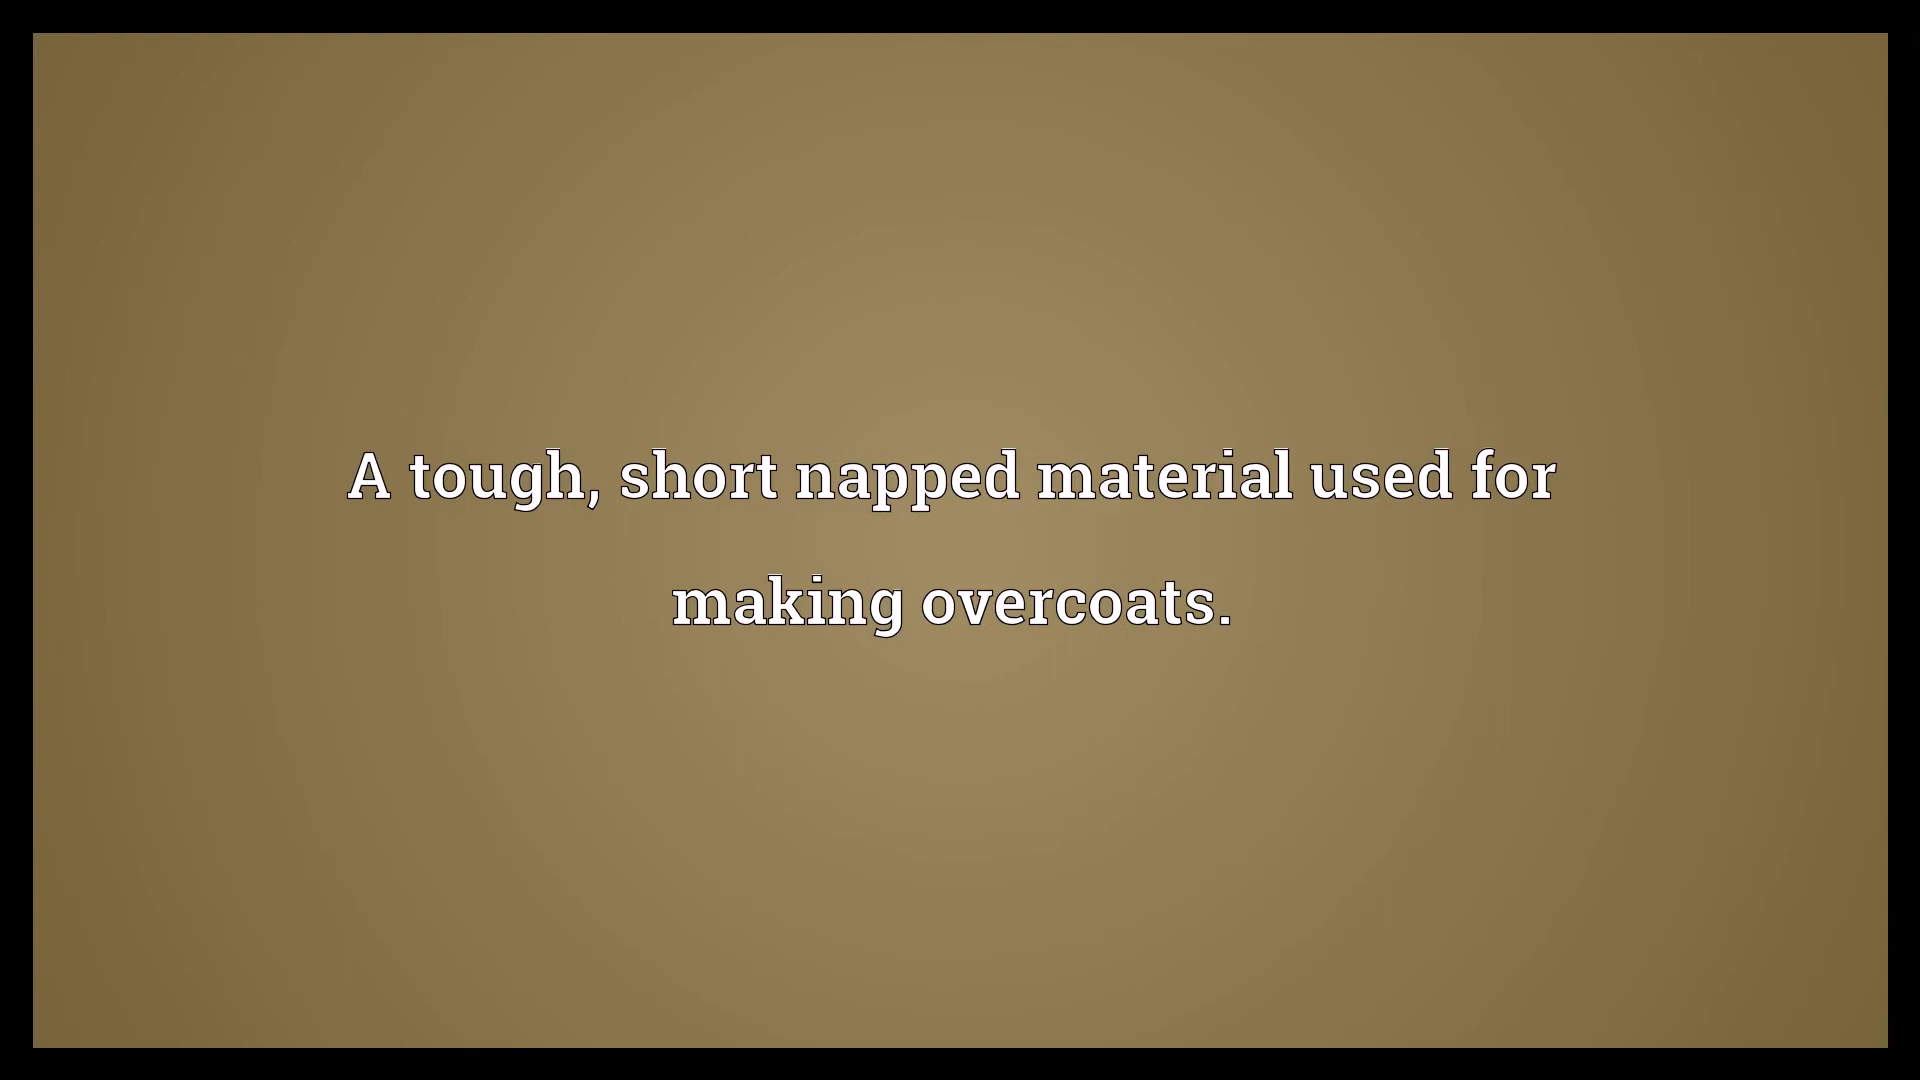 A tough, short napped material used for
making overcoats.